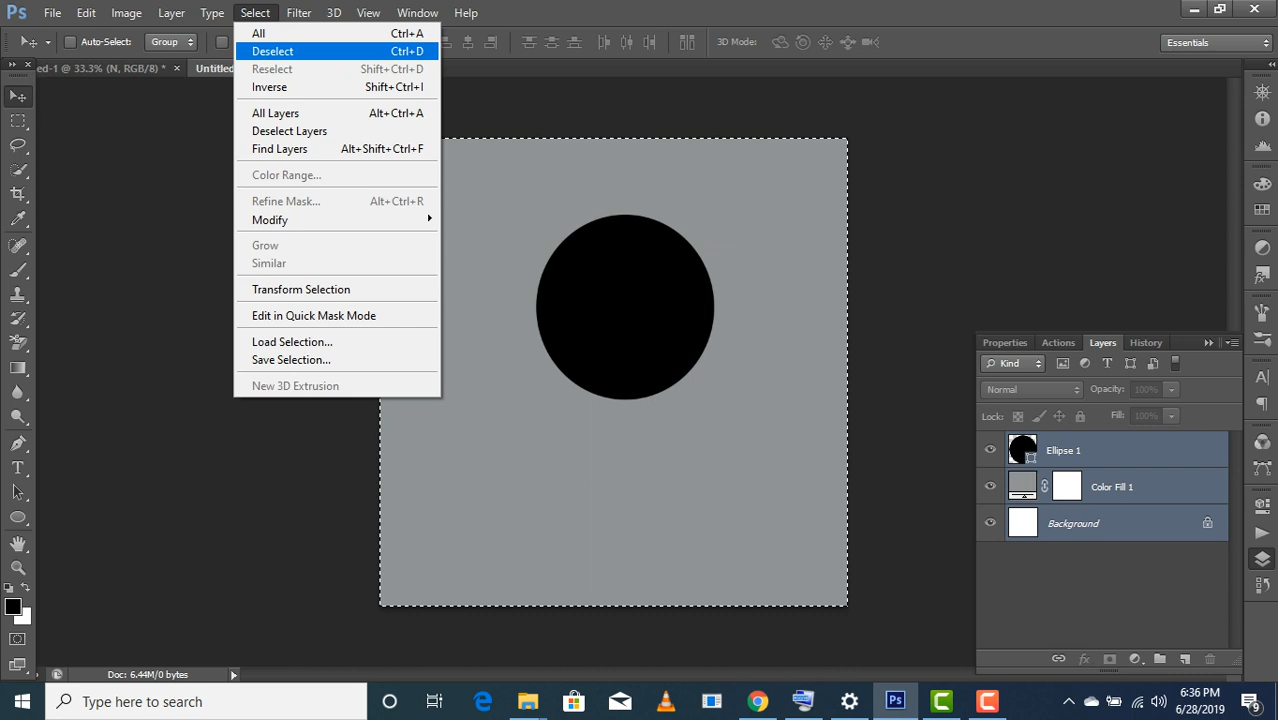 Ps File Edit Image Layer Type Select Filter 3D View Window Help
Auto-Select: Group 3D Mode: Essentials
ed-1 @ 33.3% (N, RGB/8) * × Untitled
All Ctrl+A
Deselect Ctrl+D
Reselect Shift+Ctrl+D
Inverse Shift+Ctrl+I
All Layers Alt+Ctrl+A
Deselect Layers
Find Layers Alt+Shift+Ctrl+F
Color Range...
Refine Mask... Alt+Ctrl+R
Modify
Grow
Similar
Transform Selection
Edit in Quick Mask Mode
Load Selection...
Save Selection...
New 3D Extrusion
Properties Actions Layers History
Kind
Normal Opacity: 100%
Lock: Fill: 100%
Ellipse 1
Color Fill 1
Background
Doc: 6.44M/0 bytes
Type here to search
6:36 PM
6/28/2019
9